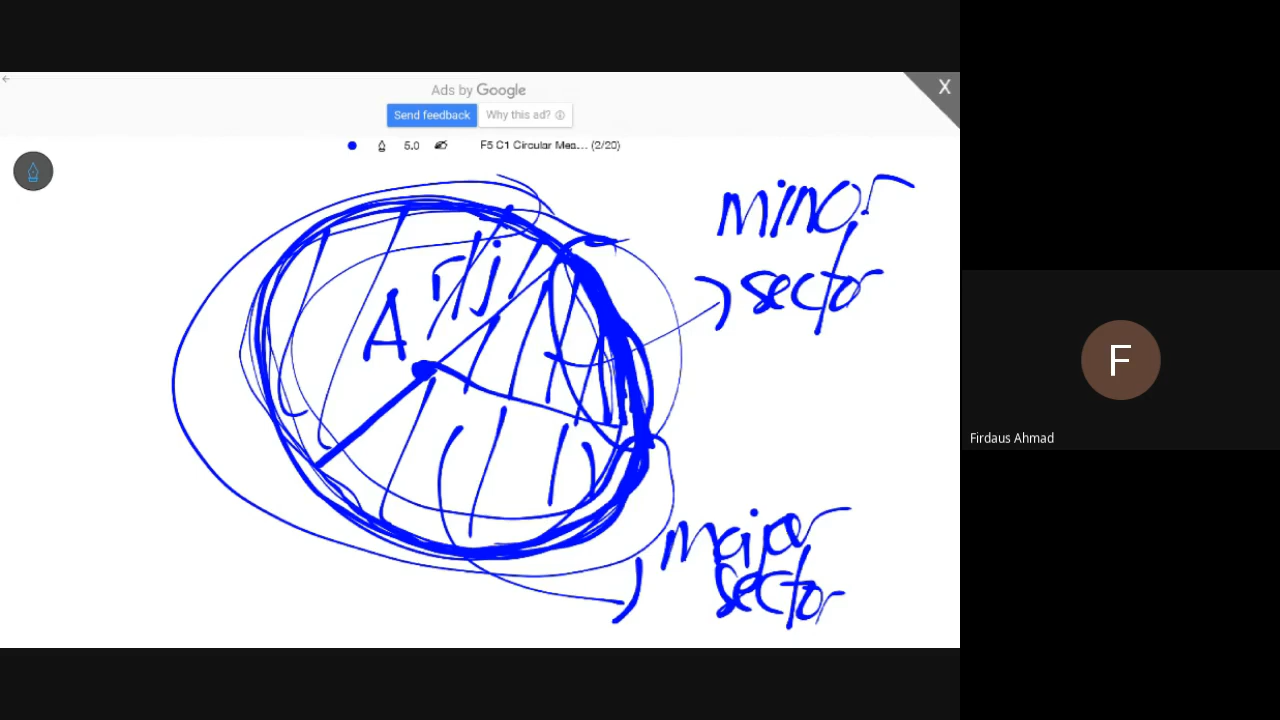 Ads by Google
X
Send feedback
Why this ad?
5.0
F5 C1 Circular Mea... (2/20)
minor
sector
A
F
Firdaus Ahmad
major
sector